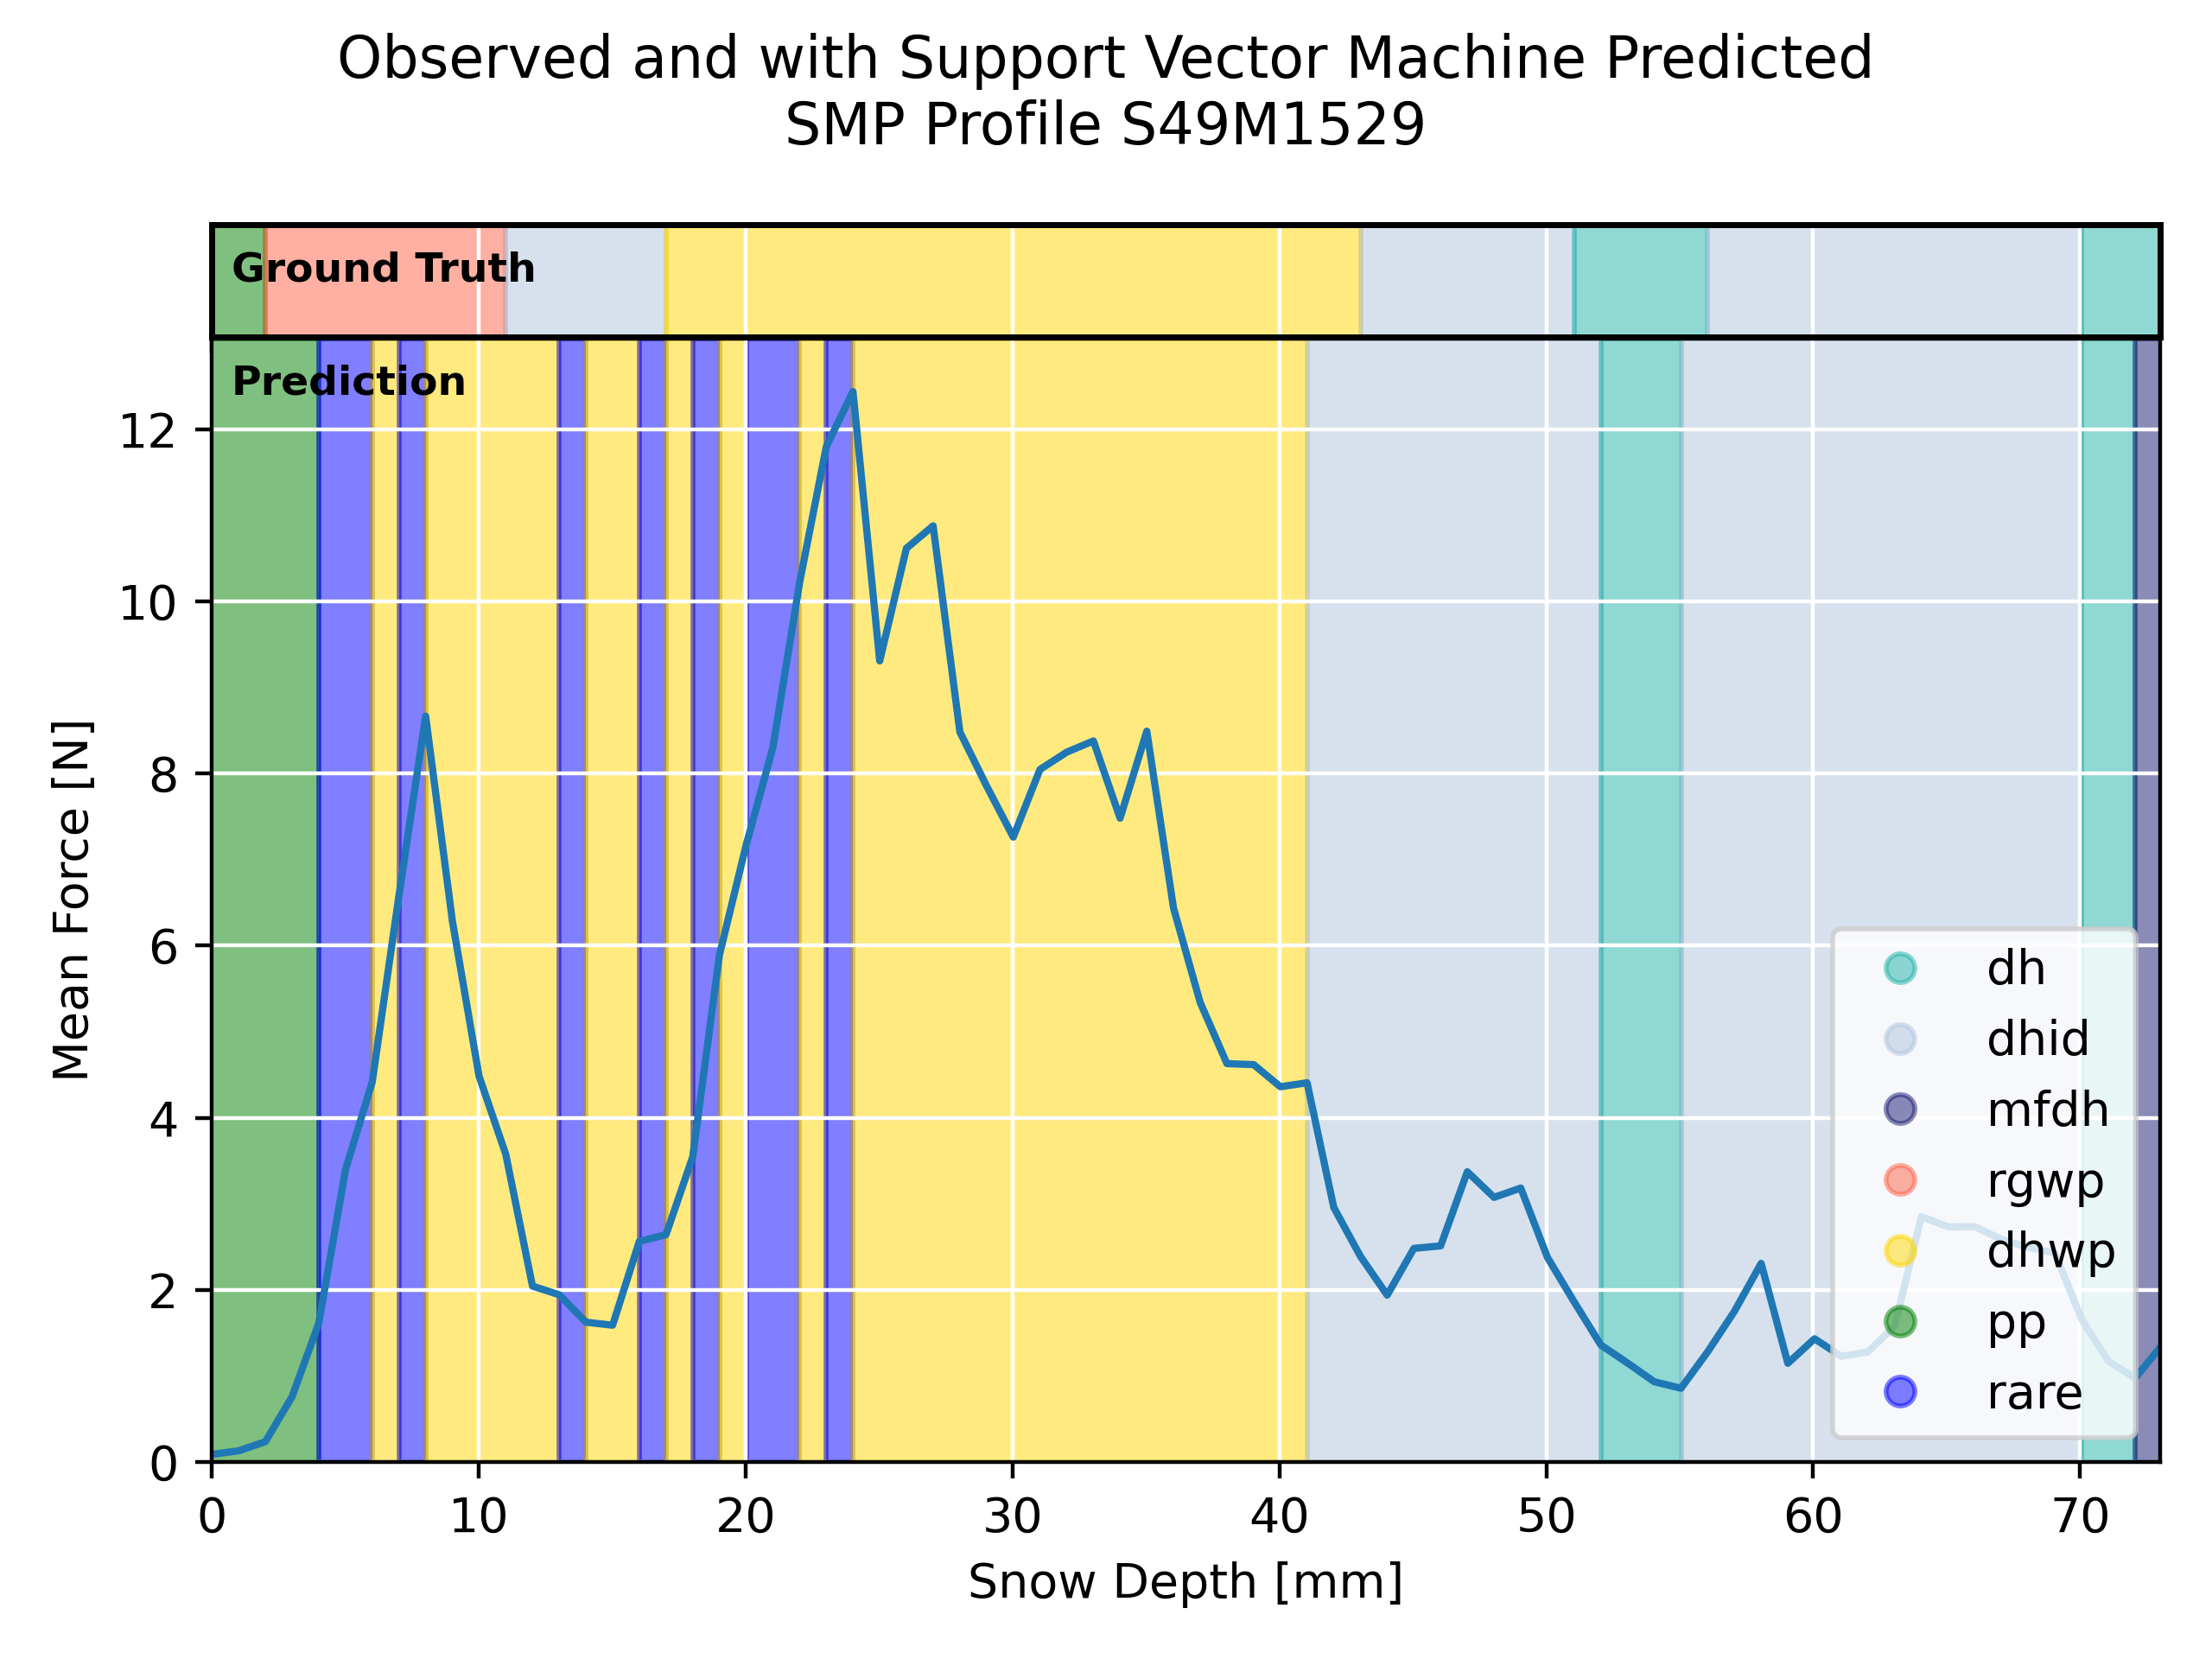 Observed and with Support Vector Machine Predicted
SMP Profile S49M1529
Ground Truth
Prediction
12
10
8
6
4
2
0
Mean Force [N]
dh
dhid
mfdh
rgwp
dhwp
pp
rare
0 10 20 30 40 50 60 70
Snow Depth [mm]